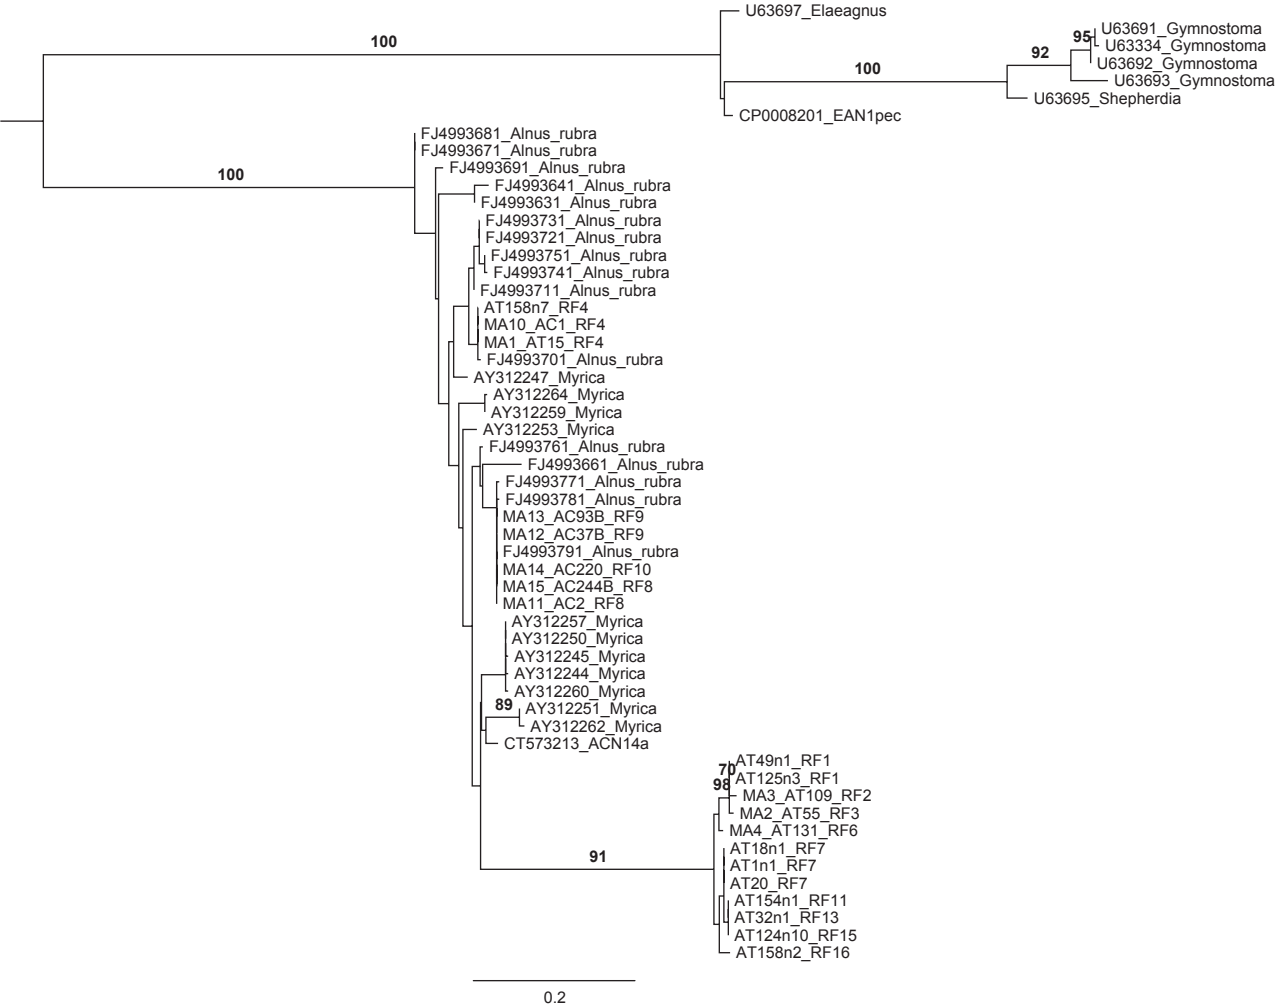 U63697_Elaeagnus
U63691_Gymnostoma
95
100
U63334_Gymnostoma
92
U63692_Gymnostoma
100
U63693_Gymnostoma
U63695_Shepherdia
CP0008201_EAN1pec
FJ4993681_Alnus_rubra
FJ4993671_Alnus_rubra
FJ4993691_Alnus_rubra
100
FJ4993641_Alnus_rubra
FJ4993631_Alnus_rubra
FJ4993731_Alnus_rubra
FJ4993721_Alnus_rubra
FJ4993751_Alnus_rubra
FJ4993741_Alnus_rubra
FJ4993711_Alnus_rubra
AT158n7_RF4
MA10_AC1_RF4
MA1_AT15_RF4
FJ4993701_Alnus_rubra
AY312247_Myrica
AY312264_Myrica
AY312259_Myrica
AY312253_Myrica
FJ4993761_Alnus_rubra
FJ4993661_Alnus_rubra
FJ4993771_Alnus_rubra
FJ4993781_Alnus_rubra
MA13_AC93B_RF9
MA12_AC37B_RF9
FJ4993791_Alnus_rubra
MA14_AC220_RF10
MA15_AC244B_RF8
MA11_AC2_RF8
AY312257_Myrica
AY312250_Myrica
AY312245_Myrica
AY312244_Myrica
AY312260_Myrica
89
AY312251_Myrica
AY312262_Myrica
CT573213_ACN14a
AT49n1_RF1
70
AT125n3_RF1
98
MA3_AT109_RF2
MA2_AT55_RF3
MA4_AT131_RF6
AT18n1_RF7
91
AT1n1_RF7
AT20_RF7
AT154n1_RF11
AT32n1_RF13
AT124n10_RF15
AT158n2_RF16
0.2